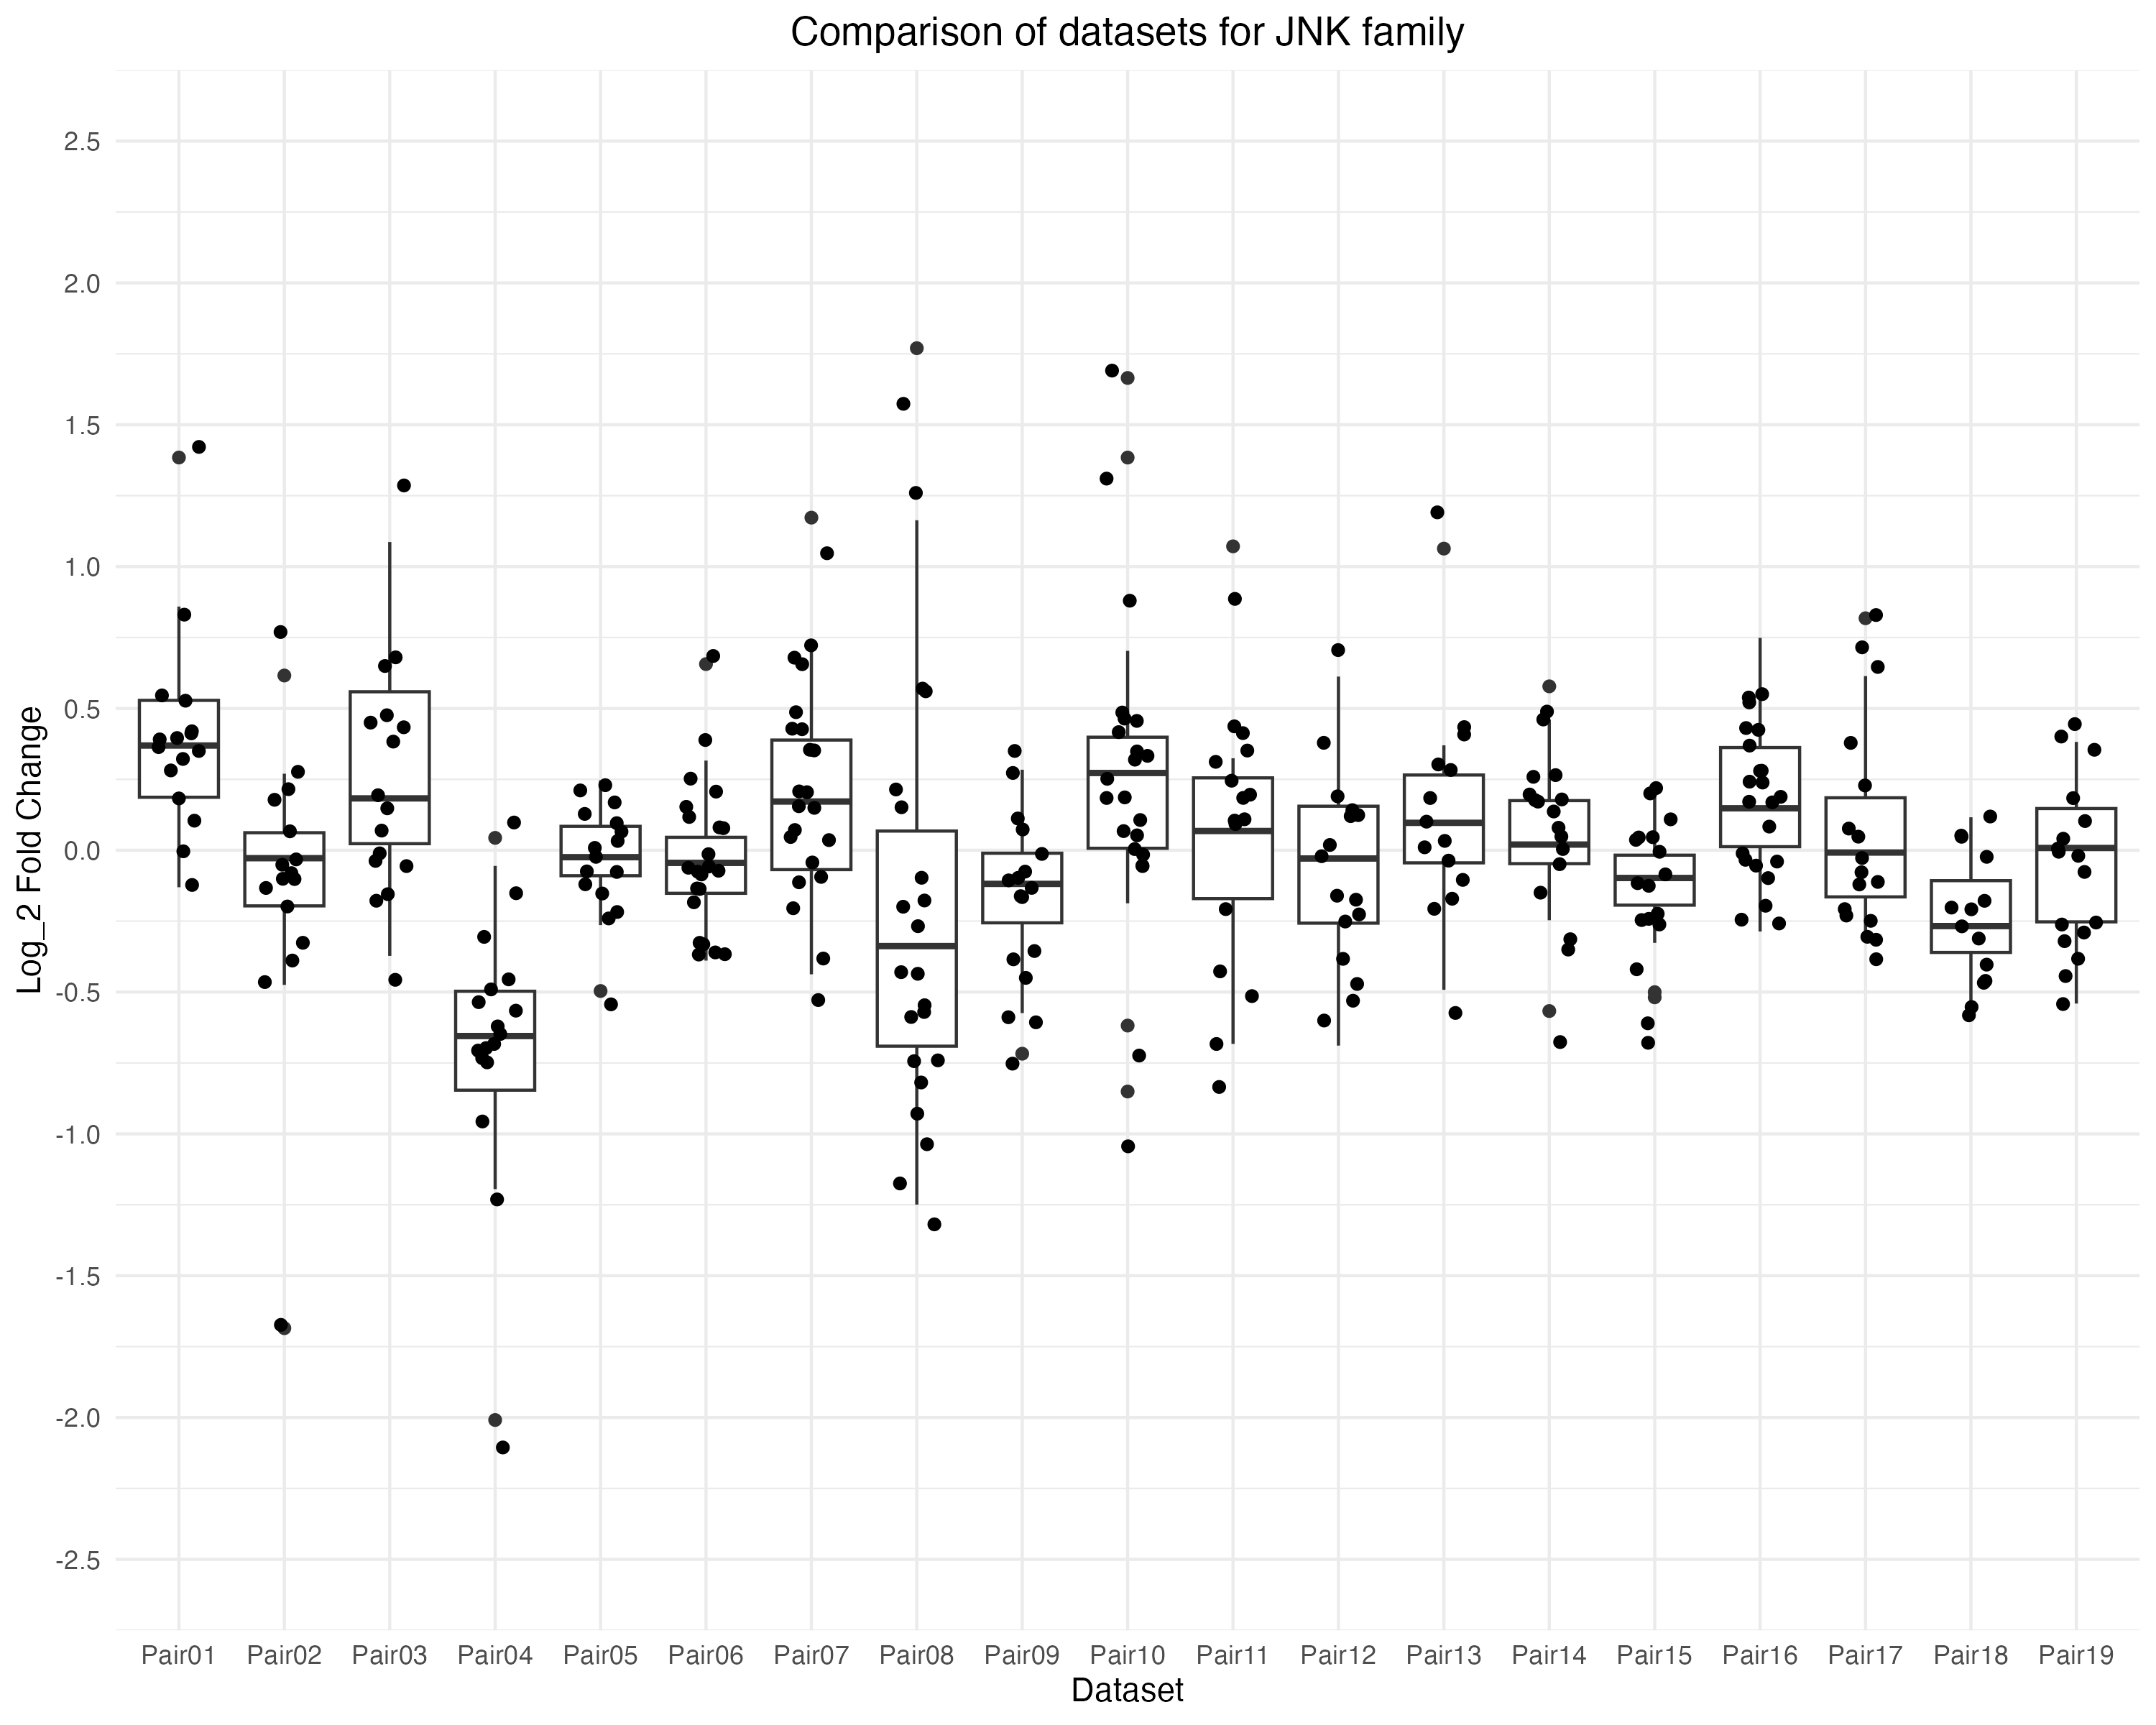 Comparison of datasets for JNK family
Log_2 Fold Change
2.5
2.0
1.5
1.0
0.5
0.0
-0.5
-1.0
-1.5
-2.0
-2.5
Pair01 Pair02 Pair03 Pair04 Pair05 Pair06 Pair07 Pair08 Pair09 Pair10 Pair11 Pair12 Pair13 Pair14 Pair15 Pair16 Pair17 Pair18 Pair19
Dataset